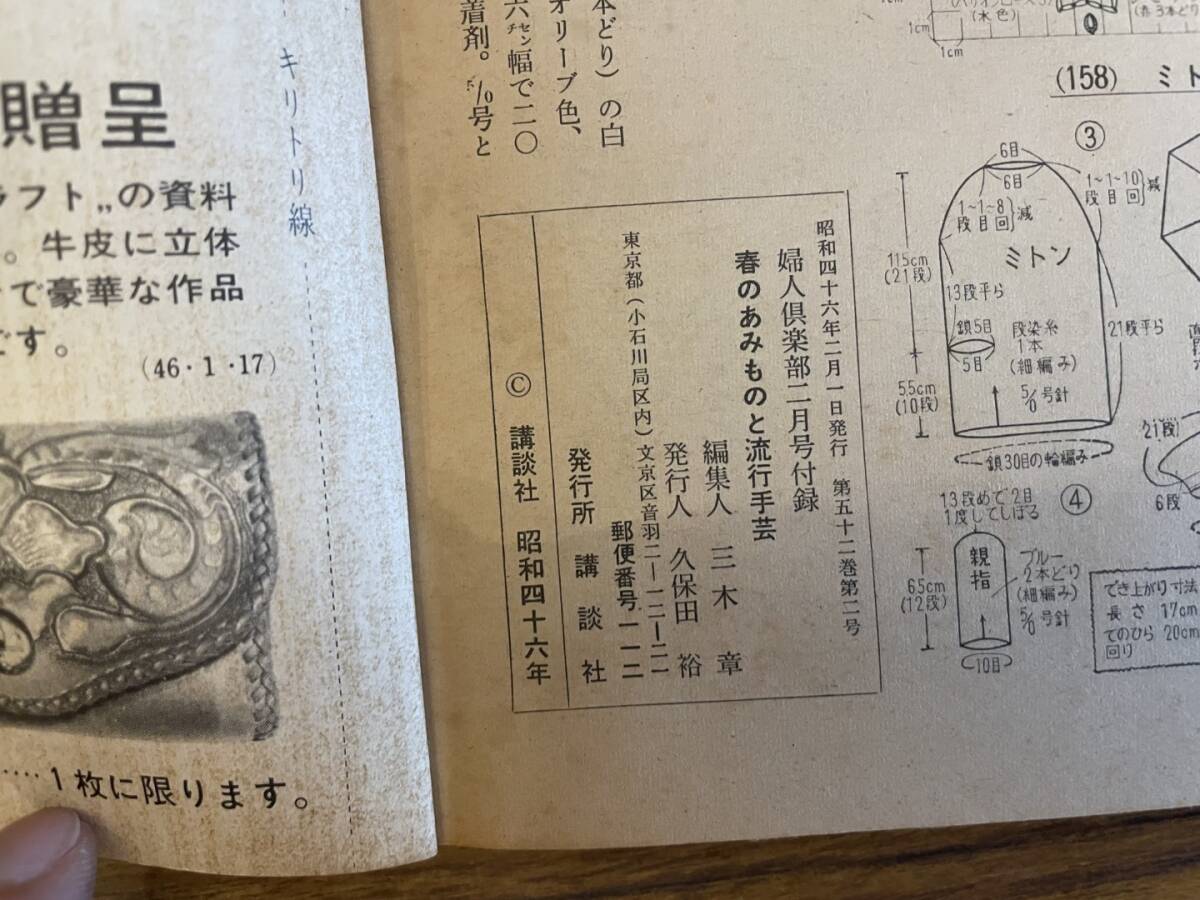 贈呈
ラフト〟の資料
。牛皮に立体
で豪華な作品
です。
(46・1・17)
キリトリ線
1枚に限ります。
本どり)の白
オリーブ色、
六㌢幅で二〇
着剤。5/0号と
昭和四十六年二月一日発行 第五十二巻第二号
婦人倶楽部二月号付録
春のあみものと流行手芸
編集人 三木 章
発行人 久保田 裕
東京都(小石川局区内)文京区音羽二ー一二ー二一
郵便番号一一二
発行所 講談社
© 講談社 昭和四十六年
(水色)
(赤3本どり
1cm
1cm
(158) ミト
③
6目
6目
1~1~8
段目回}減
1~1~10
段目回}減
ミトン
11.5cm
(21段)
13段平ら
21段平ら
鎖5目
5目
段染糸
1本
(細編み)
5/0号針
5.5cm
(10段)
鎖30目の輪編み
21段
6段
13段めで2目
1度してしぼる
④
親指
ブルー
2本どり
(細編み)
5/0号針
6.5cm
(12段)
10目
でき上がり寸法
長さ 17cm
てのひら
回り 20cm